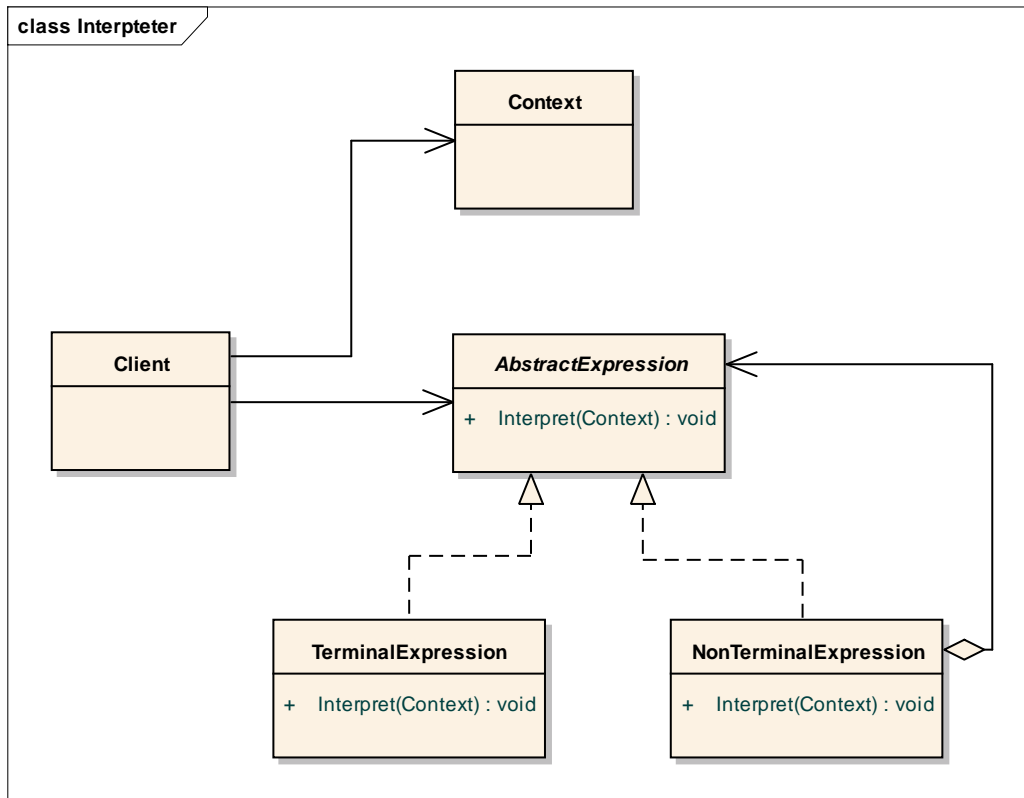 class Interpteter
Context
Client
AbstractExpression
+ Interpret(Context) : void
TerminalExpression
+ Interpret(Context) : void
NonTerminalExpression
+ Interpret(Context) : void